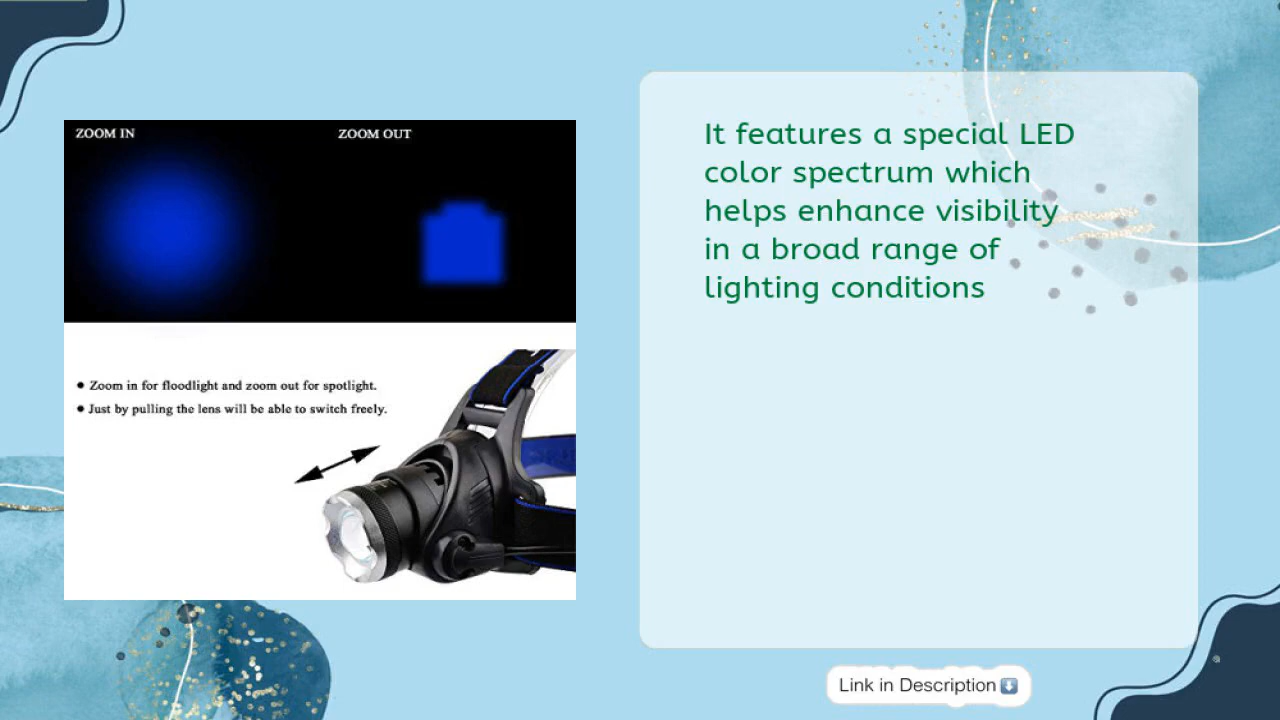 ZOOM IN
ZOOM OUT
● Zoom in for floodlight and zoom out for spotlight.
● Just by pulling the lens will be able to switch freely.
It features a special LED
color spectrum which
helps enhance visibility
in a broad range of
lighting conditions
Link in Description⬇️